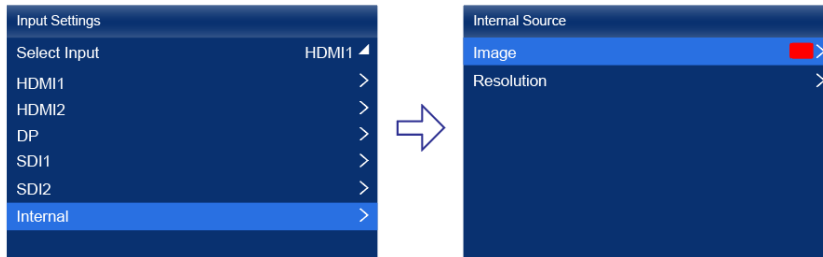 Input Settings
Select Input HDMI1
HDMI1
HDMI2
DP
SDI1
SDI2
Internal
Internal Source
Image
Resolution